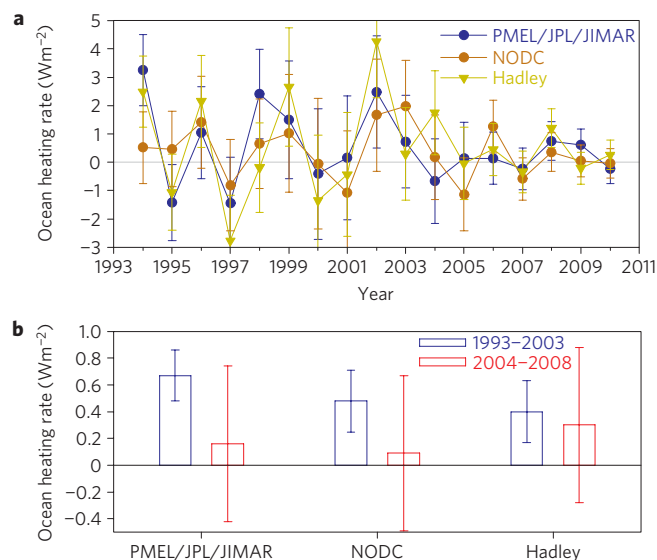 a
PMEL/JPL/JIMAR
NODC
Hadley
Ocean heating rate (Wm−2)
5
4
3
2
1
0
−1
−2
−3
1993 1995 1997 1999 2001 2003 2005 2007 2009 2011
Year
b
1993–2003
2004–2008
Ocean heating rate (Wm−2)
1.0
0.8
0.6
0.4
0.2
0
−0.2
−0.4
PMEL/JPL/JIMAR NODC Hadley